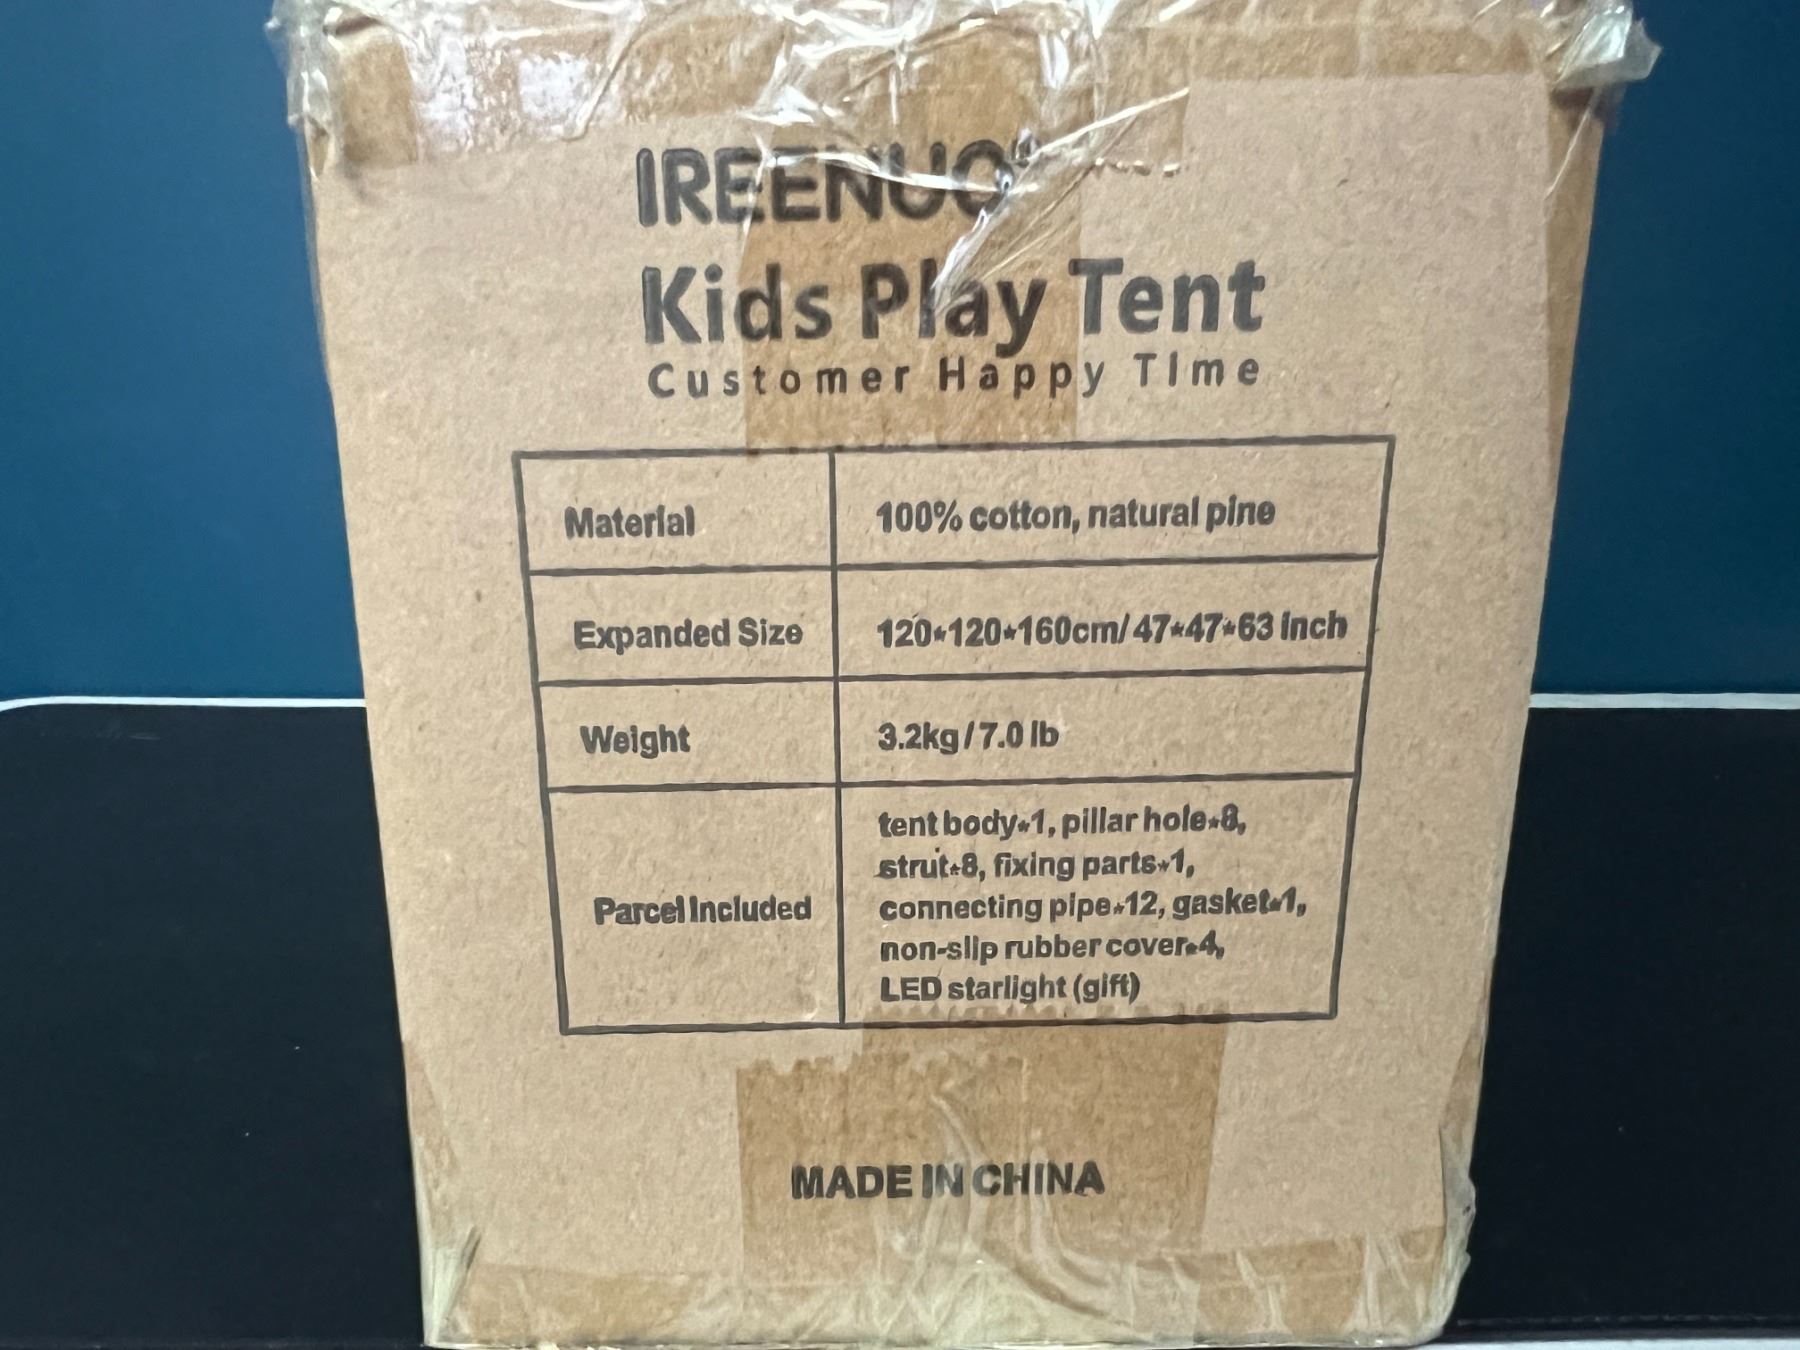 IREENUO
Kids Play Tent
Customer Happy TIme
Material 100% cotton, natural pine
Expanded Size 120*120*160cm/ 47*47*63 inch
Weight 3.2kg / 7.0 lb
Parcel Included
tent body*1, pillar hole*8,
strut*8, fixing parts*1,
connecting pipe*12, gasket*1,
non-slip rubber cover*4,
LED starlight (gift)
MADE IN CHINA